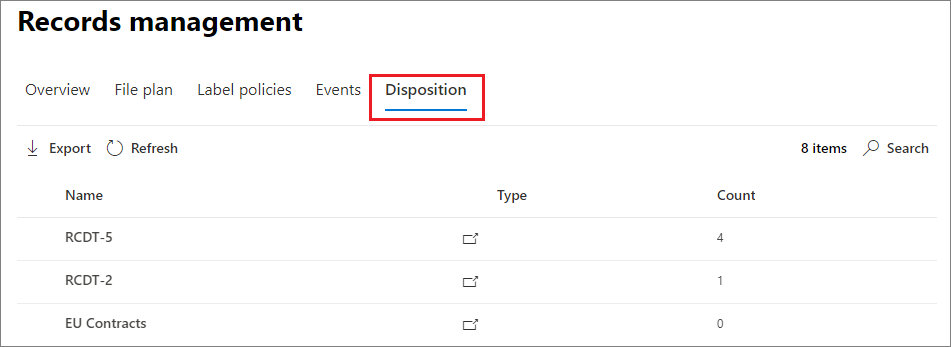 Records management
Overview File plan Label policies Events Disposition
Export Refresh 8 items Search
Name Type Count
RCDT-5 4
RCDT-2 1
EU Contracts 0